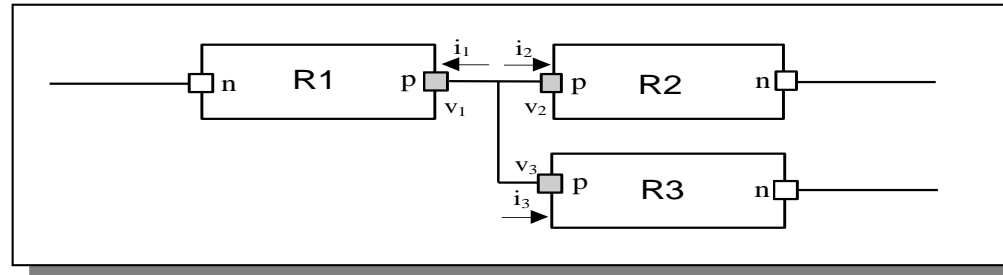 i₁ i₂
n R1 p p R2 n
v₁ v₂
v₃ p R3 n
i₃